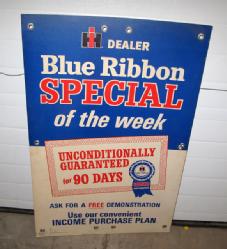 IH DEALER
Blue Ribbon
SPECIAL
of the week
UNCONDITIONALLY
GUARANTEED
for 90 DAYS
ASK FOR A FREE DEMONSTRATION
Use our convenient
INCOME PURCHASE PLAN